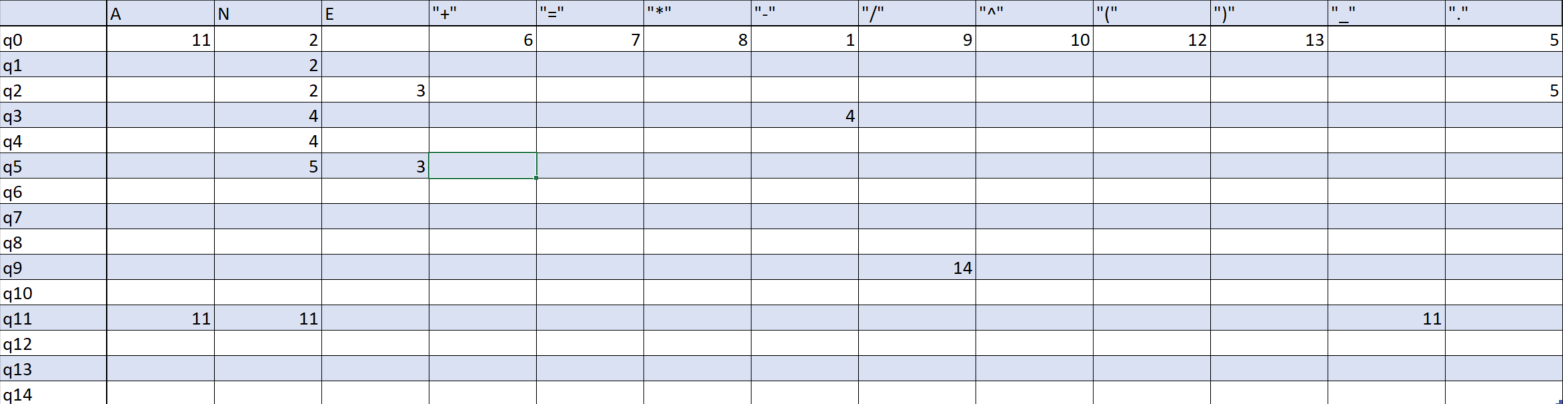 A N E "+" "=" "*" "-" "/" "^" "(" ")" "_" "."
q0 11 2 6 7 8 1 9 10 12 13 5
q1 2
q2 2 3 5
q3 4 4
q4 4
q5 5 3
q6
q7
q8
q9 14
q10
q11 11 11 11
q12
q13
q14